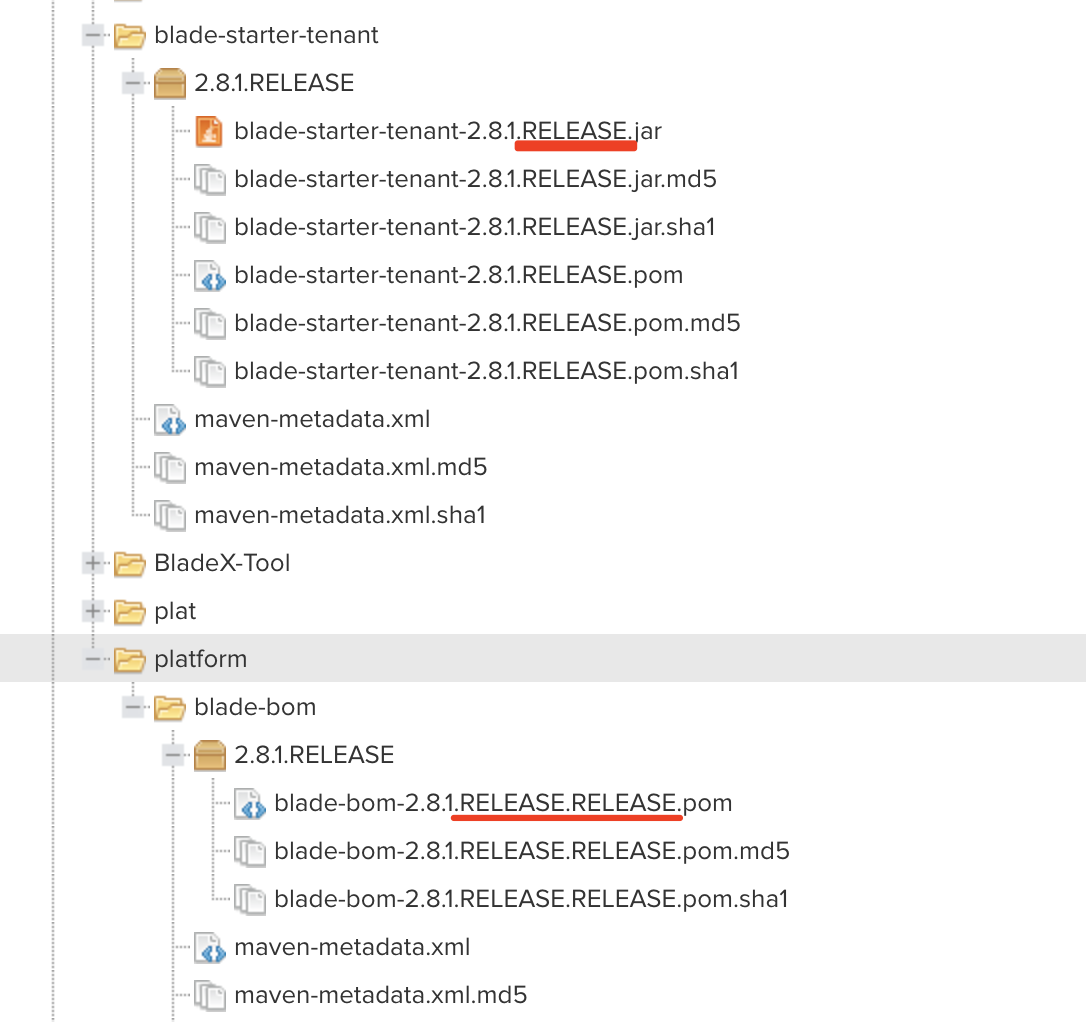 blade-starter-tenant
2.8.1.RELEASE
blade-starter-tenant-2.8.1.RELEASE.jar
blade-starter-tenant-2.8.1.RELEASE.jar.md5
blade-starter-tenant-2.8.1.RELEASE.jar.sha1
blade-starter-tenant-2.8.1.RELEASE.pom
blade-starter-tenant-2.8.1.RELEASE.pom.md5
blade-starter-tenant-2.8.1.RELEASE.pom.sha1
maven-metadata.xml
maven-metadata.xml.md5
maven-metadata.xml.sha1
BladeX-Tool
plat
platform
blade-bom
2.8.1.RELEASE
blade-bom-2.8.1.RELEASE.RELEASE.pom
blade-bom-2.8.1.RELEASE.RELEASE.pom.md5
blade-bom-2.8.1.RELEASE.RELEASE.pom.sha1
maven-metadata.xml
maven-metadata.xml.md5